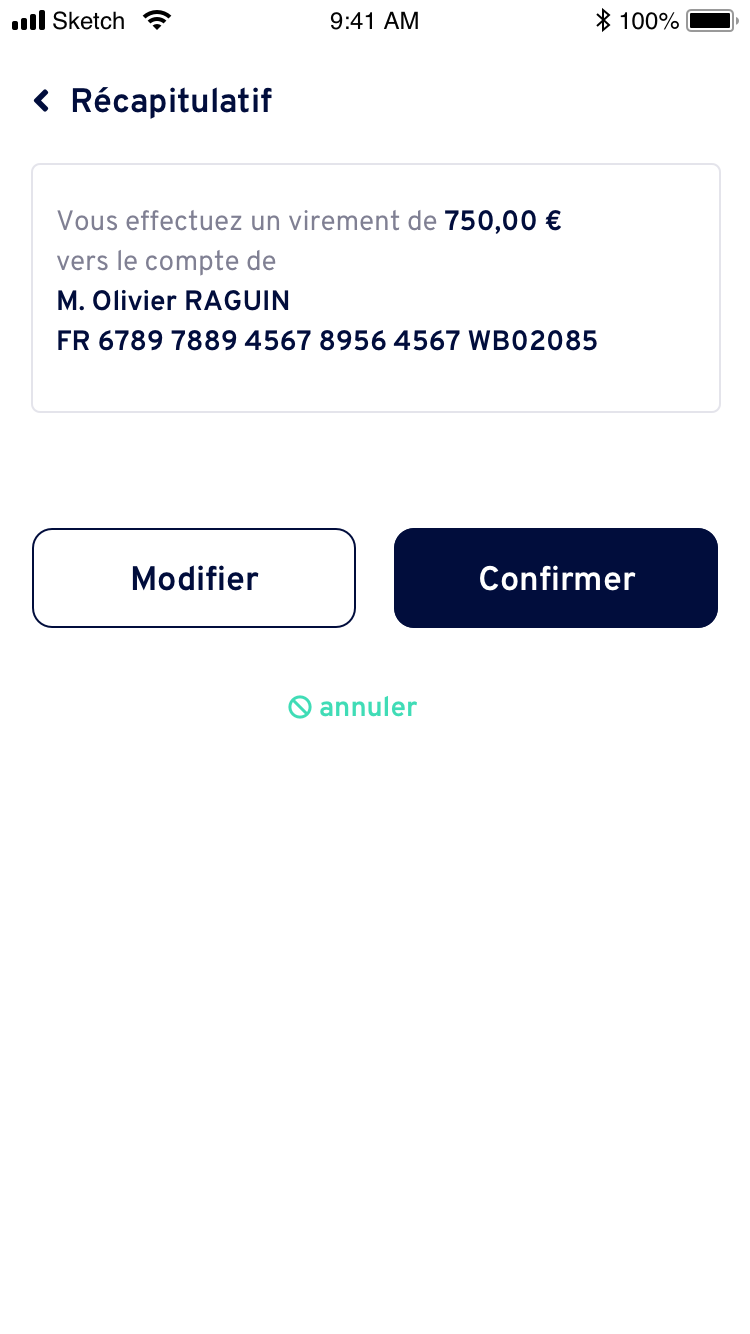 Sketch 9:41 AM 100%
Récapitulatif
Vous effectuez un virement de 750,00 €
vers le compte de
M. Olivier RAGUIN
FR 6789 7889 4567 8956 4567 WB02085
Modifier Confirmer
annuler